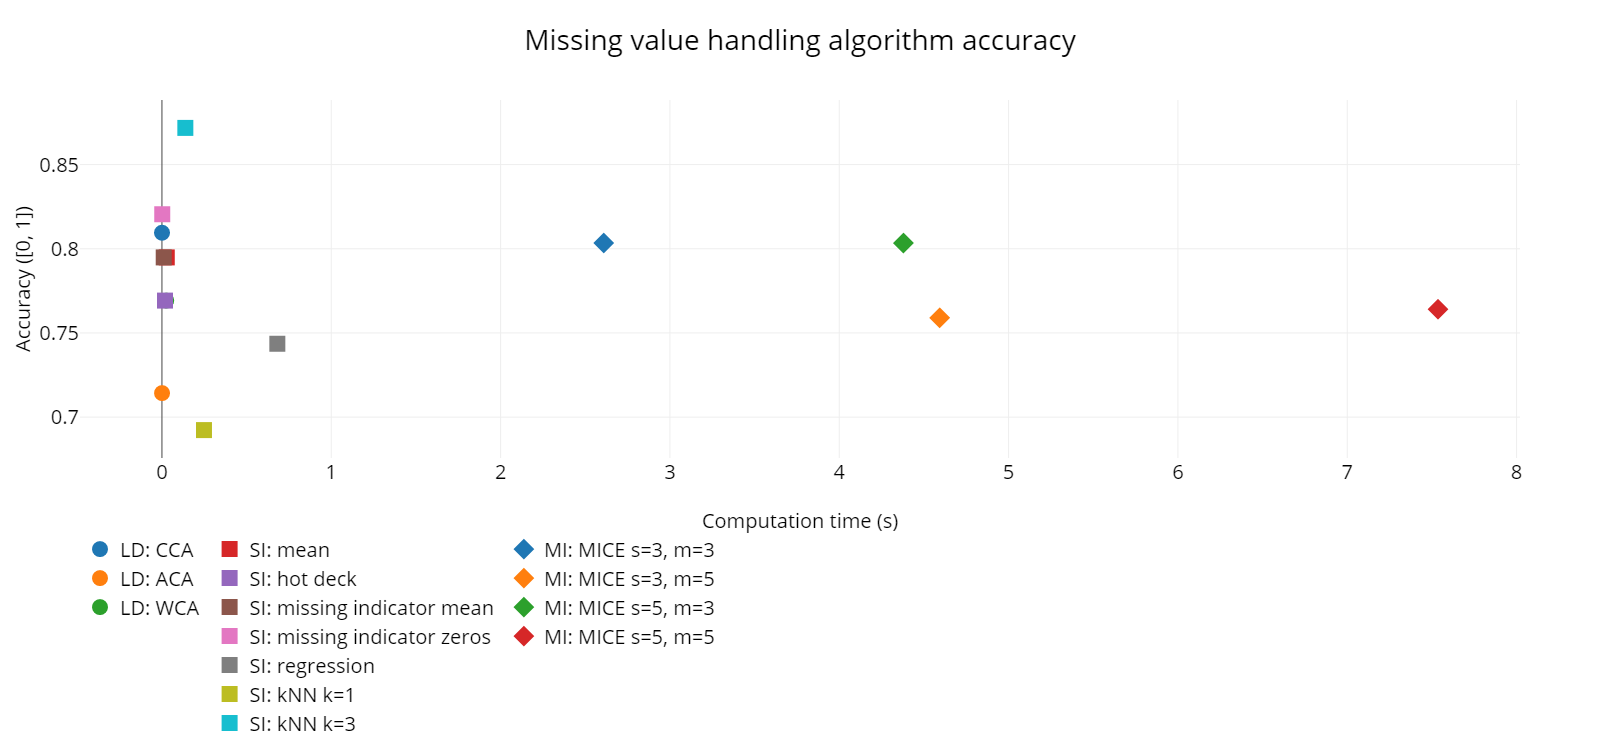 Missing value handling algorithm accuracy
Accuracy ([0, 1])
0.85
0.8
0.75
0.7
0 1 2 3 4 5 6 7 8
Computation time (s)
LD: CCA
LD: ACA
LD: WCA
SI: mean
SI: hot deck
SI: missing indicator mean
SI: missing indicator zeros
SI: regression
SI: kNN k=1
SI: kNN k=3
MI: MICE s=3, m=3
MI: MICE s=3, m=5
MI: MICE s=5, m=3
MI: MICE s=5, m=5